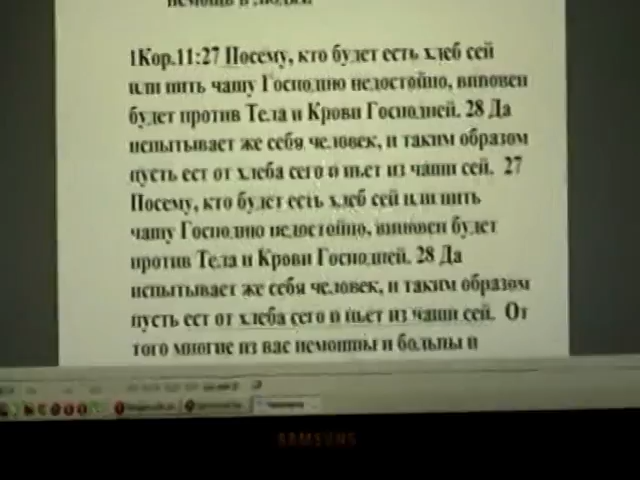 немощь в людях.
1Кор.11:27 Посему, кто будет есть хлеб сей
или пить чашу Господню недостойно, виновен
будет против Тела и Крови Господней. 28 Да
испытывает же себя человек, и таким образом
пусть ест от хлеба сего и пьет из чаши сей. 27
Посему, кто будет есть хлеб сей или пить
чашу Господню недостойно, виновен будет
против Тела и Крови Господней. 28 Да
испытывает же себя человек, и таким образом
пусть ест от хлеба сего и пьет из чаши сей. От
того многие из вас немощны и больны и
SAMSUNG